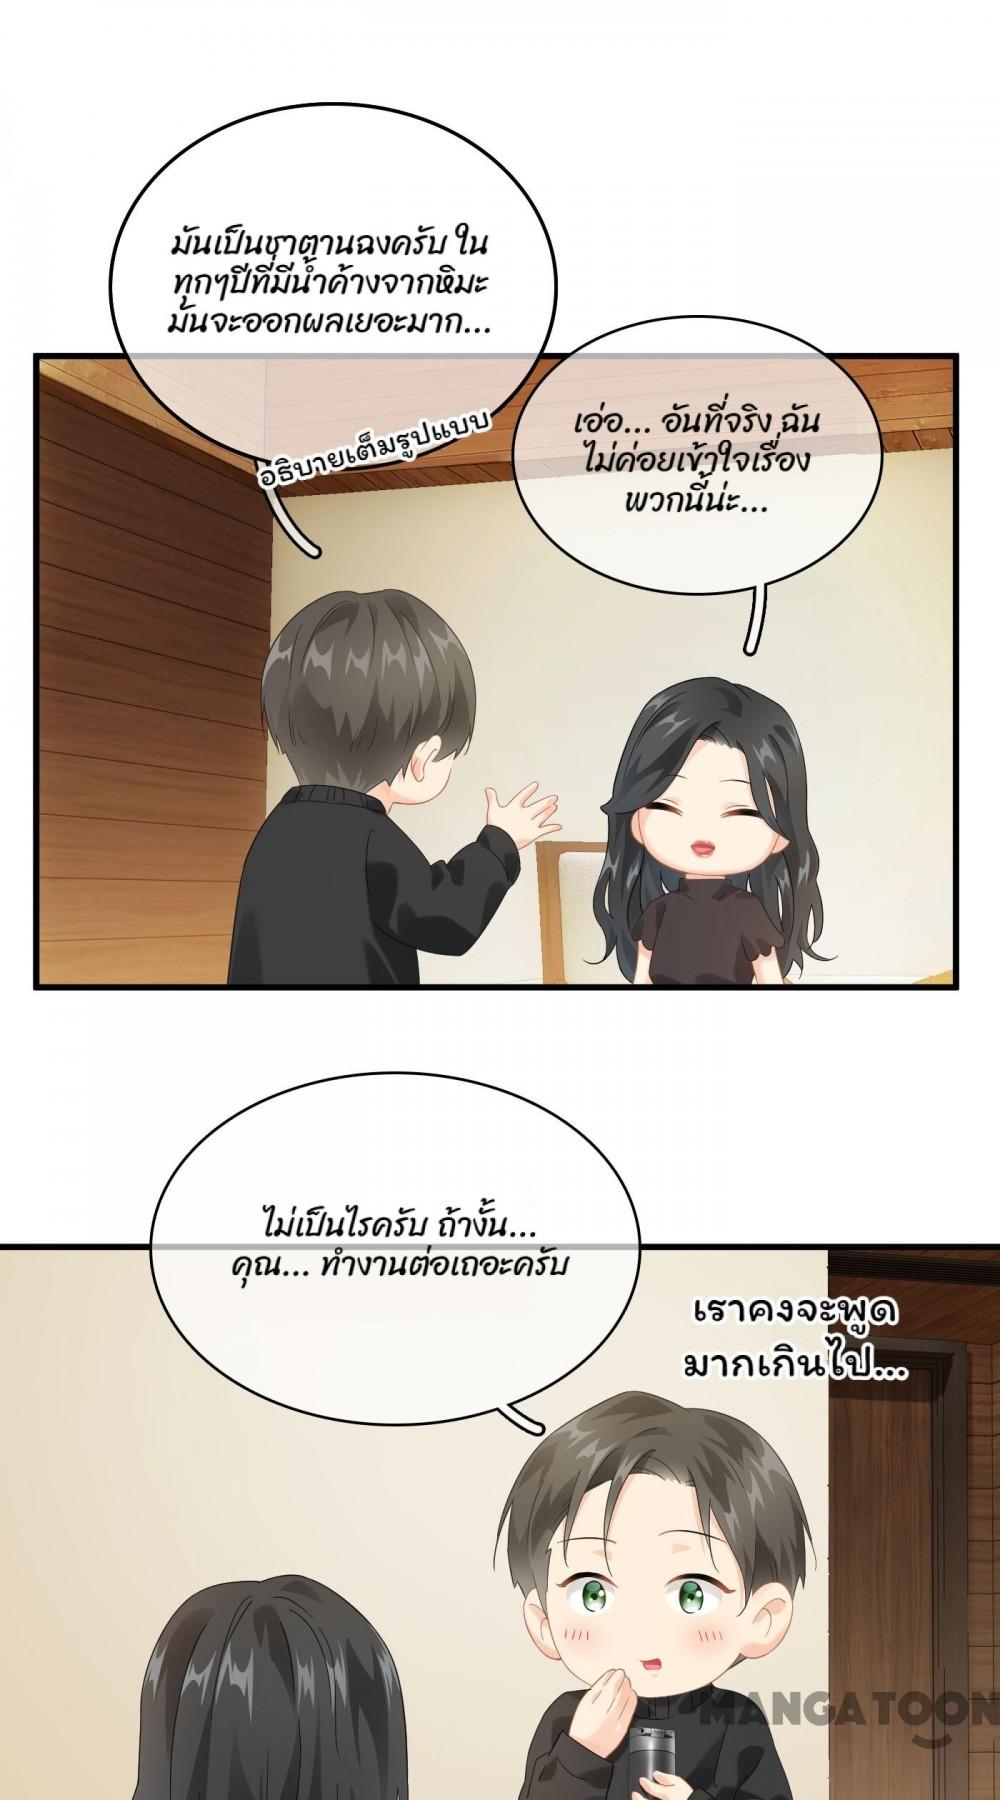 มันเป็นชาตานฉงครับ ใน
ทุกๆปีที่มีน้ำค้างจากหิมะ
มันจะออกผลเยอะมาก...
อธิบายเต็มรูปแบบ
เอ่อ... อันที่จริง ฉัน
ไม่ค่อยเข้าใจเรื่อง
พวกนี้น่ะ...
ไม่เป็นไรครับ ถ้างั้น...
คุณ... ทำงานต่อเถอะครับ
เราคงจะพูด
มากเกินไป...
MANGATOON